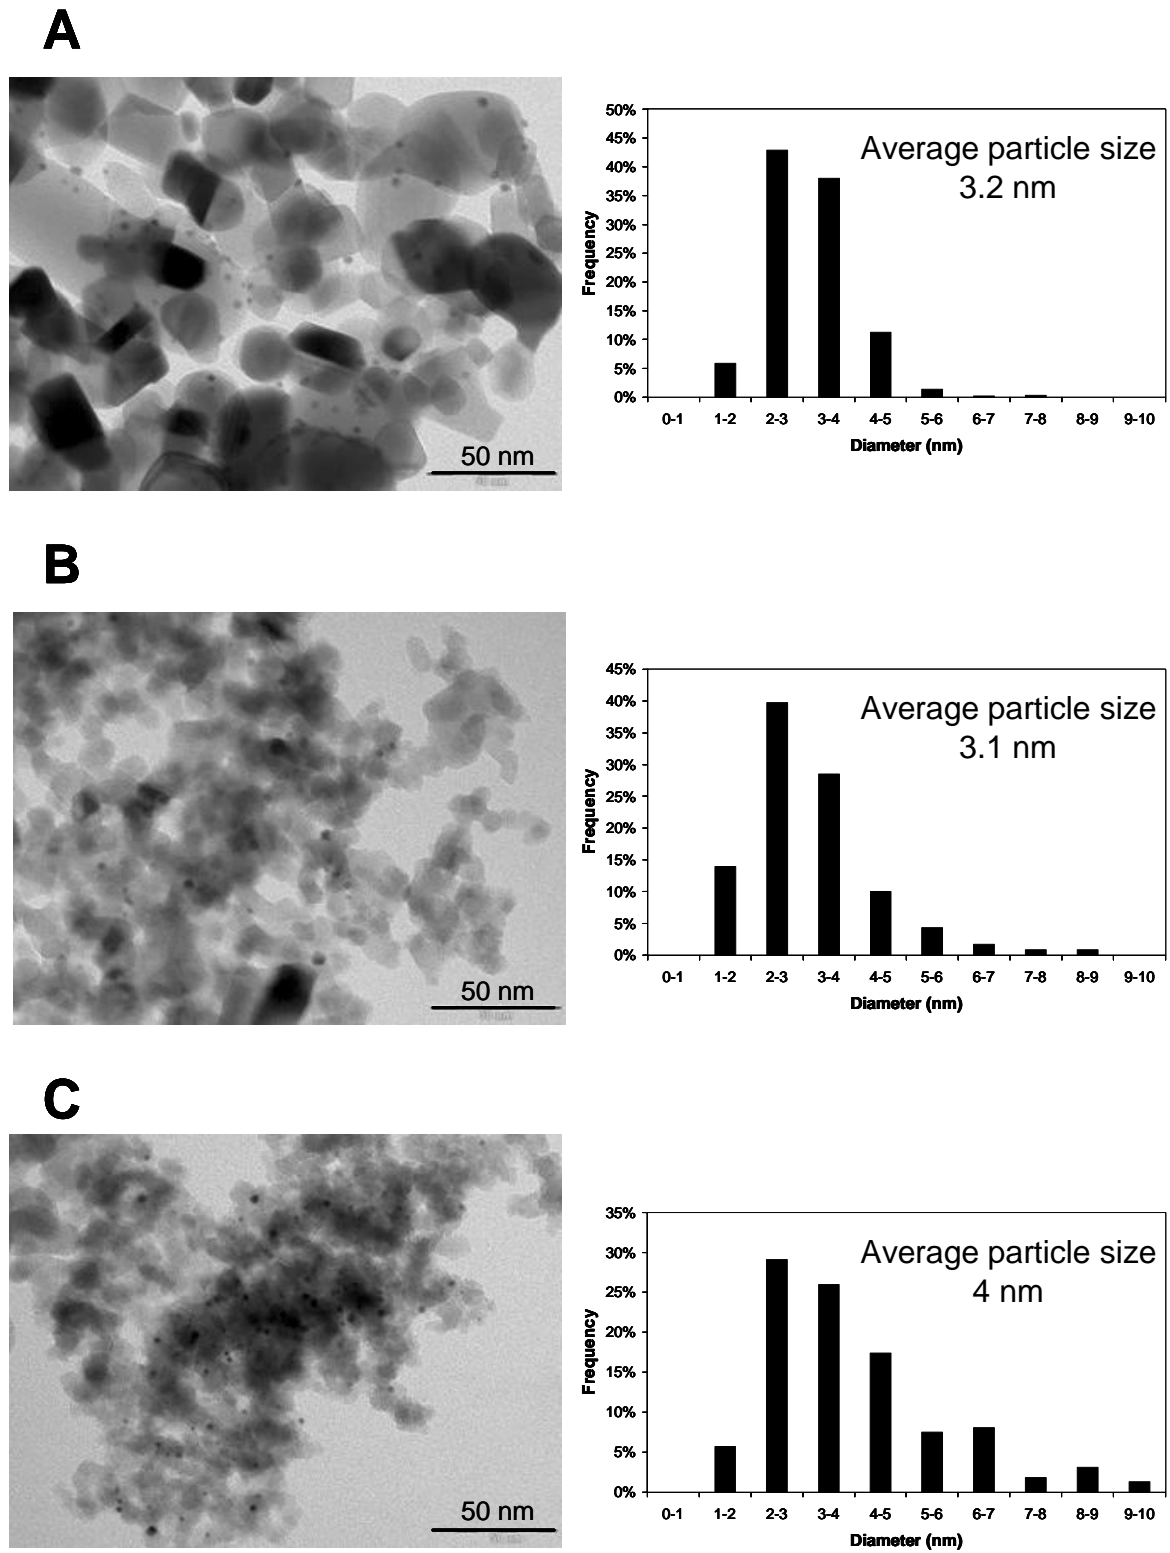 A
50 nm
50%
45%
40%
35%
30%
25%
20%
15%
10%
5%
0%
Frequency
Average particle size
3.2 nm
0-1 1-2 2-3 3-4 4-5 5-6 6-7 7-8 8-9 9-10
Diameter (nm)
B
50 nm
45%
40%
35%
30%
25%
20%
15%
10%
5%
0%
Frequency
Average particle size
3.1 nm
0-1 1-2 2-3 3-4 4-5 5-6 6-7 7-8 8-9 9-10
Diameter (nm)
C
50 nm
35%
30%
25%
20%
15%
10%
5%
0%
Frequency
Average particle size
4 nm
0-1 1-2 2-3 3-4 4-5 5-6 6-7 7-8 8-9 9-10
Diameter (nm)